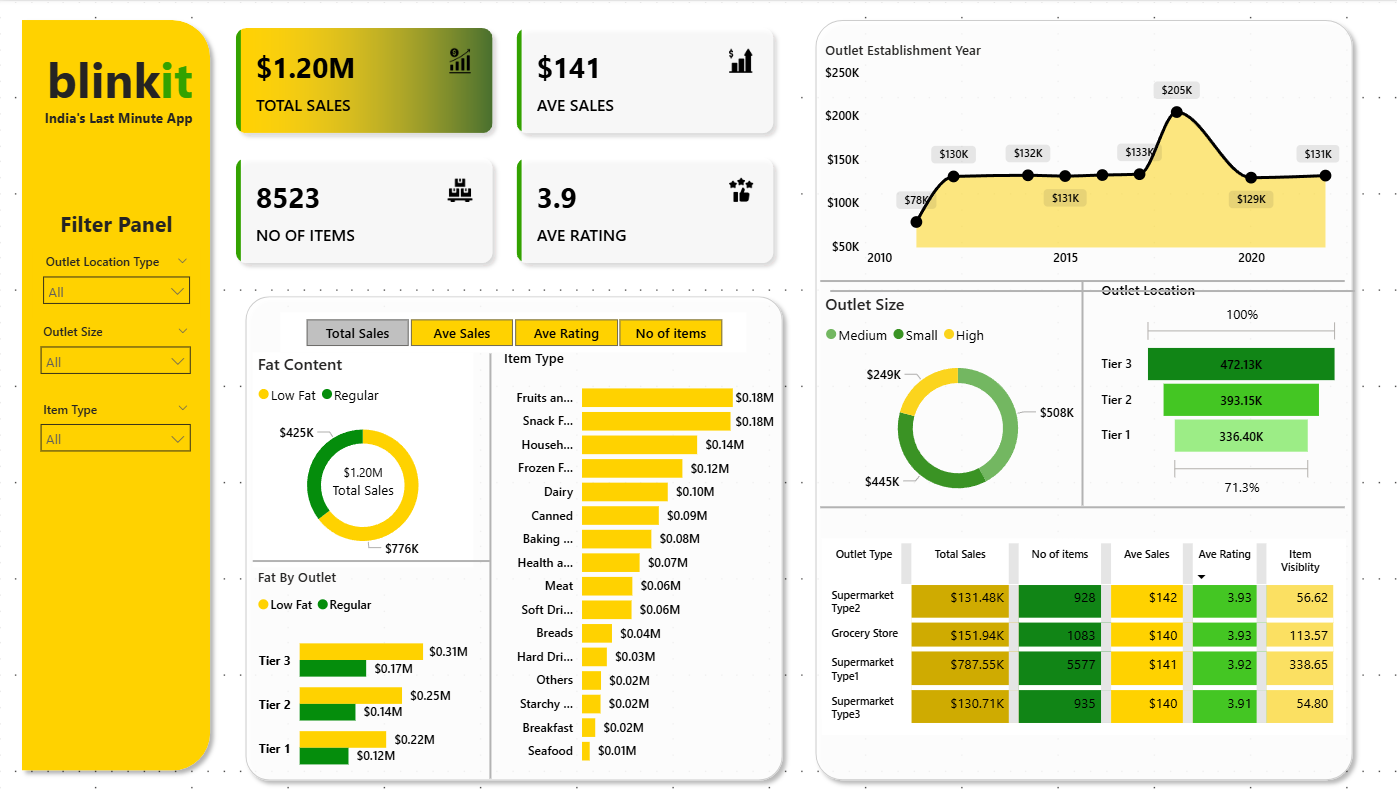 blinkit
India's Last Minute App
Filter Panel
Outlet Location Type
All
Outlet Size
All
Item Type
All
$1.20M
TOTAL SALES
$141
AVE SALES
8523
NO OF ITEMS
3.9
AVE RATING
Total Sales
Ave Sales
Ave Rating
No of items
Fat Content
Low Fat Regular
$425K
$1.20M
Total Sales
$776K
Fat By Outlet
Low Fat Regular
Tier 3 $0.31M
$0.17M
Tier 2 $0.25M
$0.14M
Tier 1 $0.22M
$0.12M
Item Type
Fruits an... $0.18M
Snack F... $0.18M
Househ... $0.14M
Frozen F... $0.12M
Dairy $0.10M
Canned $0.09M
Baking ... $0.08M
Health a... $0.07M
Meat $0.06M
Soft Dri... $0.06M
Breads $0.04M
Hard Dri... $0.03M
Others $0.02M
Starchy ... $0.02M
Breakfast $0.02M
Seafood $0.01M
Outlet Establishment Year
$250K
$200K
$150K
$100K
$50K
$78K
$130K
$132K
$131K
$133K
$205K
$129K
$131K
2010 2015 2020
Outlet Size
Medium Small High
$249K
$508K
$445K
Outlet Location
100%
Tier 3 472.13K
Tier 2 393.15K
Tier 1 336.40K
71.3%
Outlet Type Total Sales No of items Ave Sales Ave Rating Item
Visiblity
Supermarket $131.48K 928 $142 3.93 56.62
Type2
Grocery Store $151.94K 1083 $140 3.93 113.57
Supermarket $787.55K 5577 $141 3.92 338.65
Type1
Supermarket $130.71K 935 $140 3.91 54.80
Type3